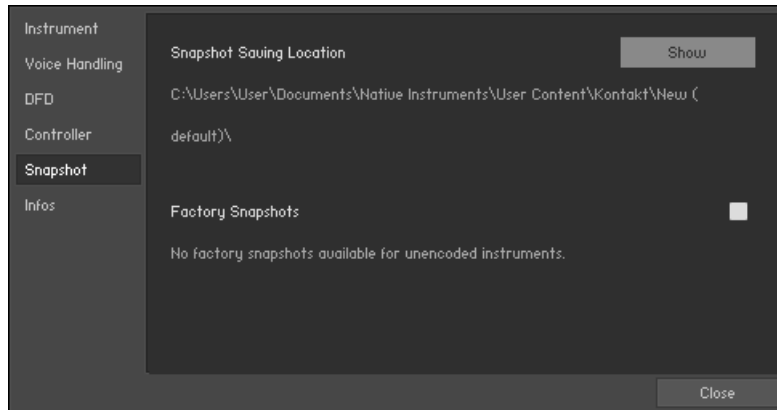 Instrument
Voice Handling
DFD
Controller
Snapshot
Infos
Snapshot Saving Location
Show
C:\Users\User\Documents\Native Instruments\User Content\Kontakt\New (
default)\
Factory Snapshots
No factory snapshots available for unencoded instruments.
Close